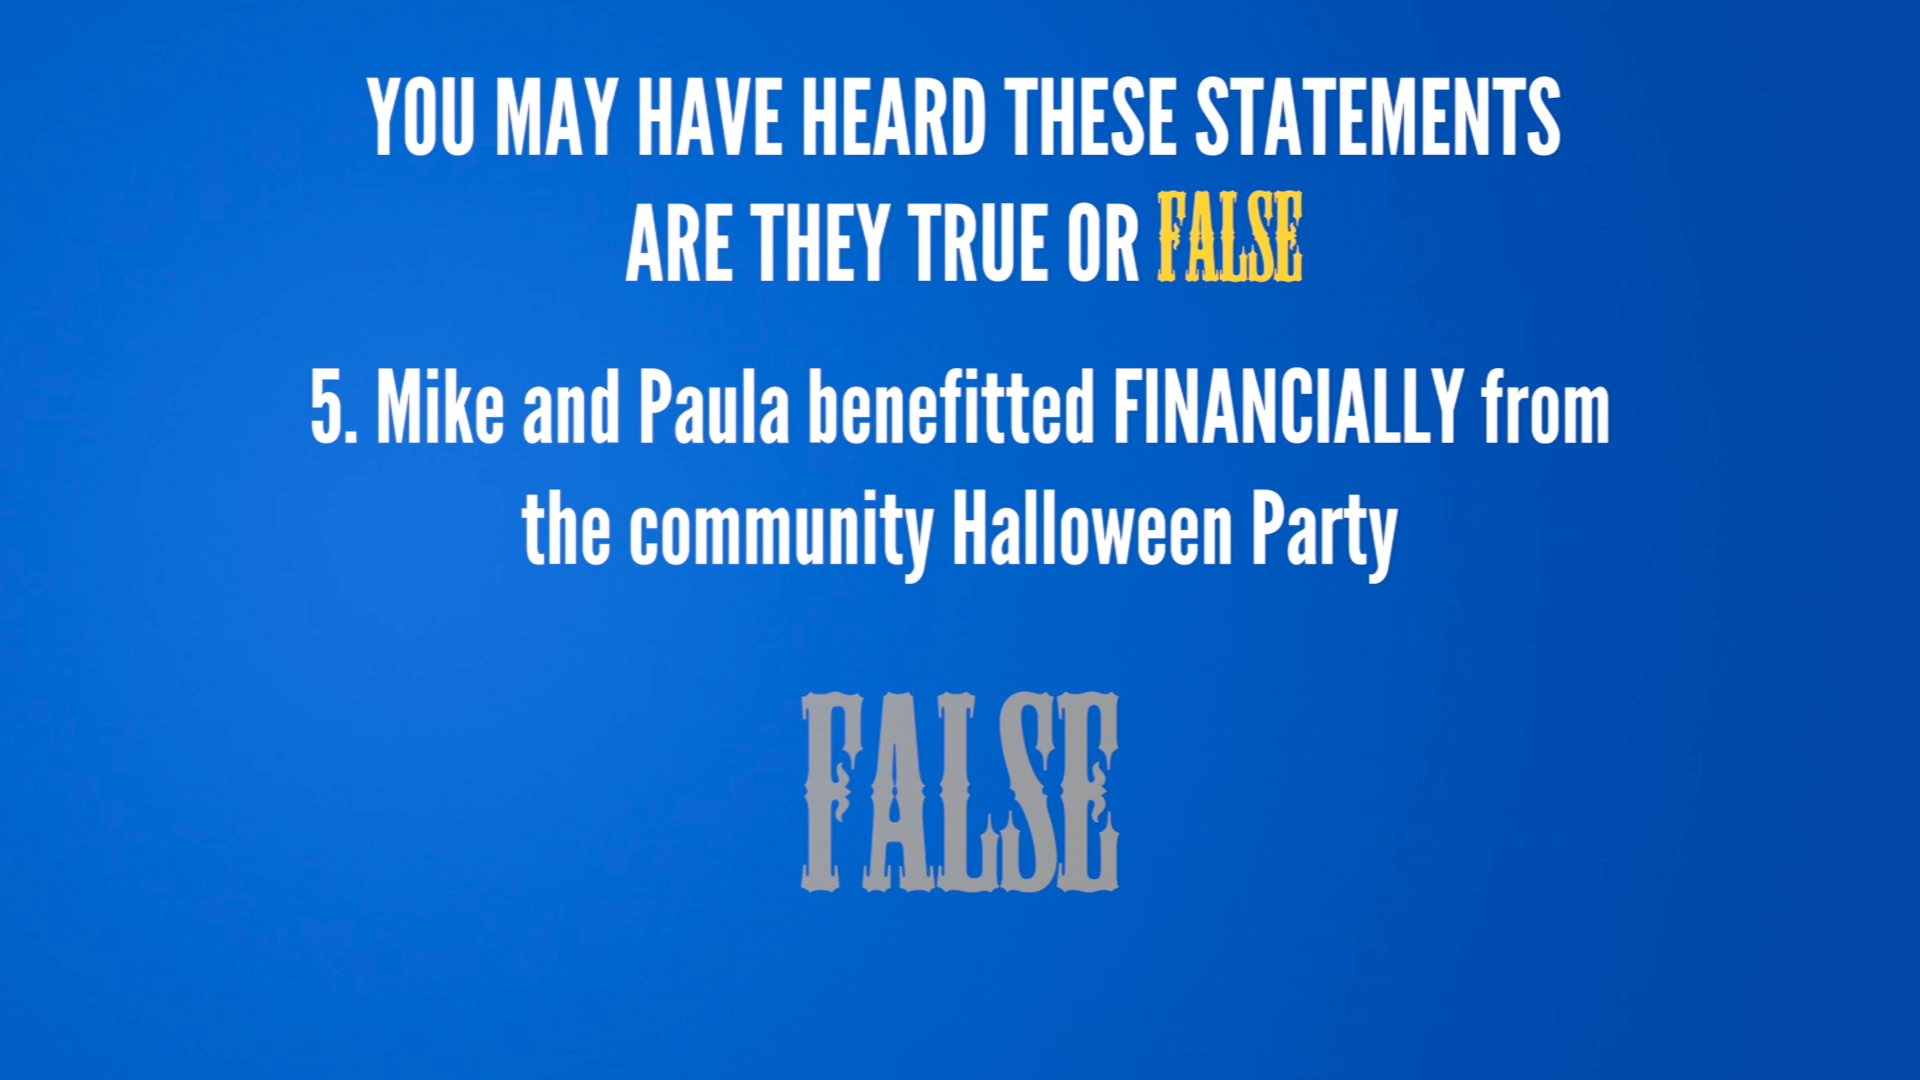 YOU MAY HAVE HEARD THESE STATEMENTS
ARE THEY TRUE OR FALSE
5. Mike and Paula benefitted FINANCIALLY from
the community Halloween Party
FALSE